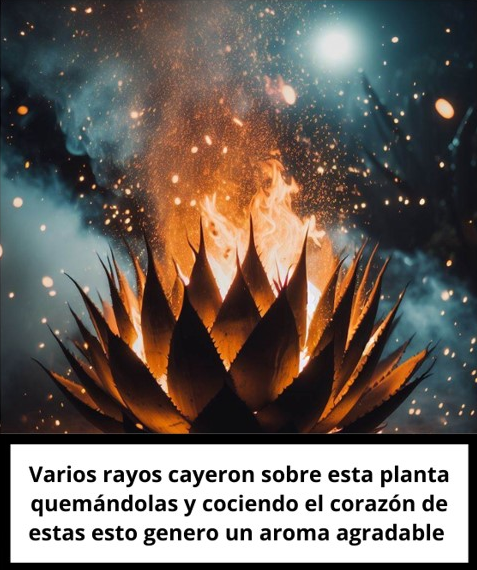 Varios rayos cayeron sobre esta planta
quemándolas y cociendo el corazón de
estas esto genero un aroma agradable